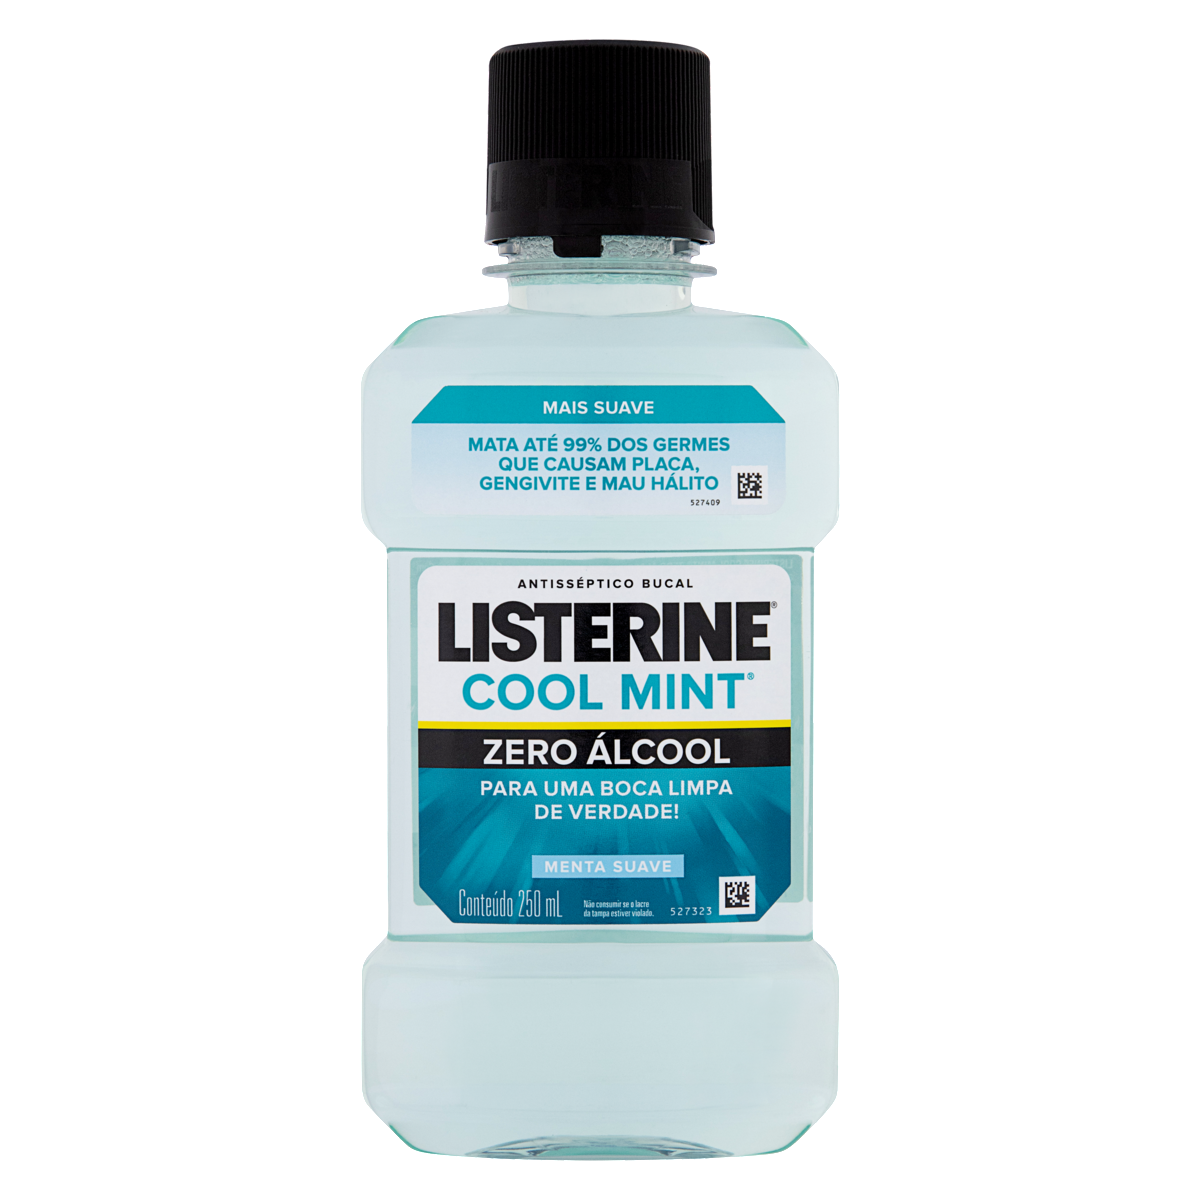 LISTERINE
MAIS SUAVE
MATA ATÉ 99% DOS GERMES
QUE CAUSAM PLACA,
GENGIVITE E MAU HÁLITO
527409
ANTISSÉPTICO BUCAL
LISTERINE®
COOL MINT®
ZERO ÁLCOOL
PARA UMA BOCA LIMPA
DE VERDADE!
MENTA SUAVE
Conteúdo 250 mL
Não consumir se o lacre
da tampa estiver violado.
527323